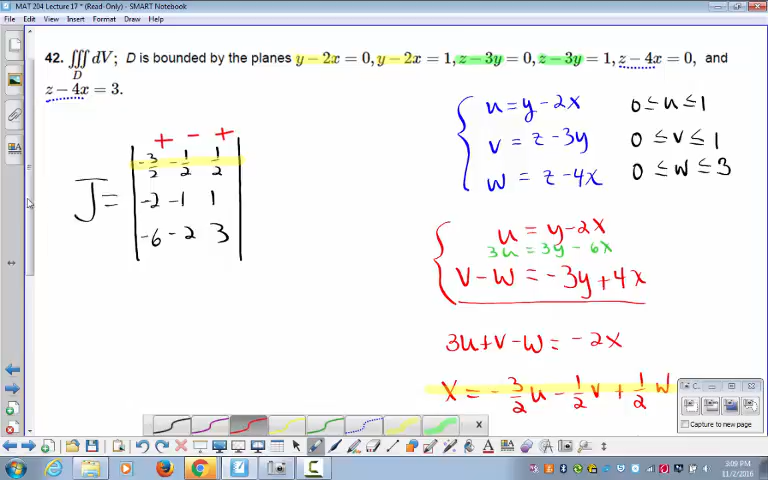 MAT 204 Lecture 17 * (Read-Only) - SMART Notebook
File Edit View Insert Format Draw Help
42. ∭ dV; D is bounded by the planes y − 2x = 0, y − 2x = 1, z − 3y = 0, z − 3y = 1, z − 4x = 0, and
D
z − 4x = 3.
u = y - 2x 0 ≤ u ≤ 1
v = z - 3y 0 ≤ v ≤ 1
w = z - 4x 0 ≤ w ≤ 3
+ - +
-3/2 -1/2 1/2
J = -2 -1 1
-6 -2 3
u = y - 2x
3u = 3y - 6x
v - w = -3y + 4x
3u + v - w = -2x
x = -3/2 u - 1/2 v + 1/2 w
C...
Capture to new page
3:09 PM
11/2/2016